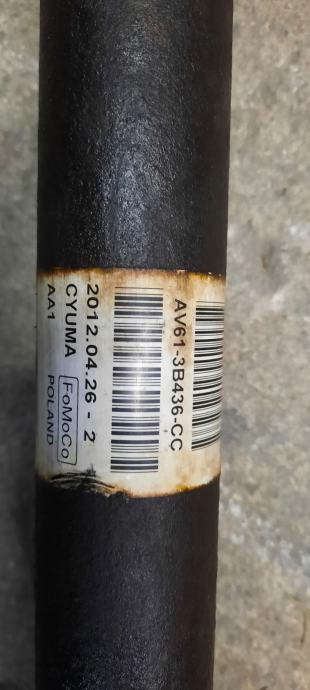 AV61-3B436-CC
2012.04.26 - 2
CYUMA FoMoCo
AA1 POLAND